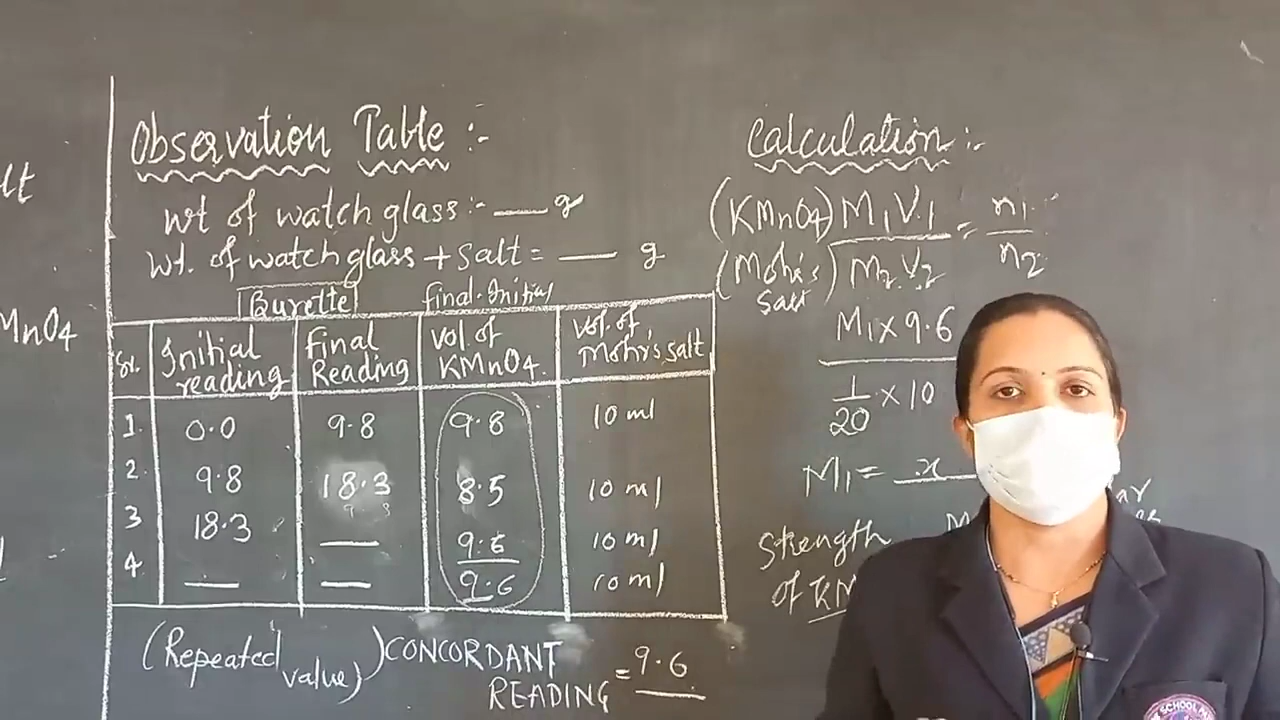 Observation Table :-
wt of watch glass :- ___ g
wt. of watch glass + salt = ___ g
Burette final-Initial
Sr. Initial reading final Reading Vol. of KMnO4. Vol. of Mohr's salt
1. 0.0 9.8 9.8 10 ml
2. 9.8 18.3 8.5 10 ml
3 18.3 __ 9.6 10 ml
4 __ __ 9.6 10 ml
(Repeated value) CONCORDANT READING = 9.6
Calculation :-
(KMnO4) M1V1 = n1
(Mohr's salt) M2V2 n2
M1 x 9.6
1/20 x 10
M1 = x
Strength
of KM
MnO4
SCHOOL